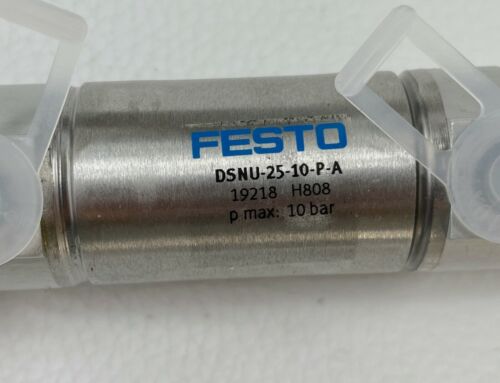 FESTO
DSNU-25-10-P-A
19218 H808
p max: 10 bar